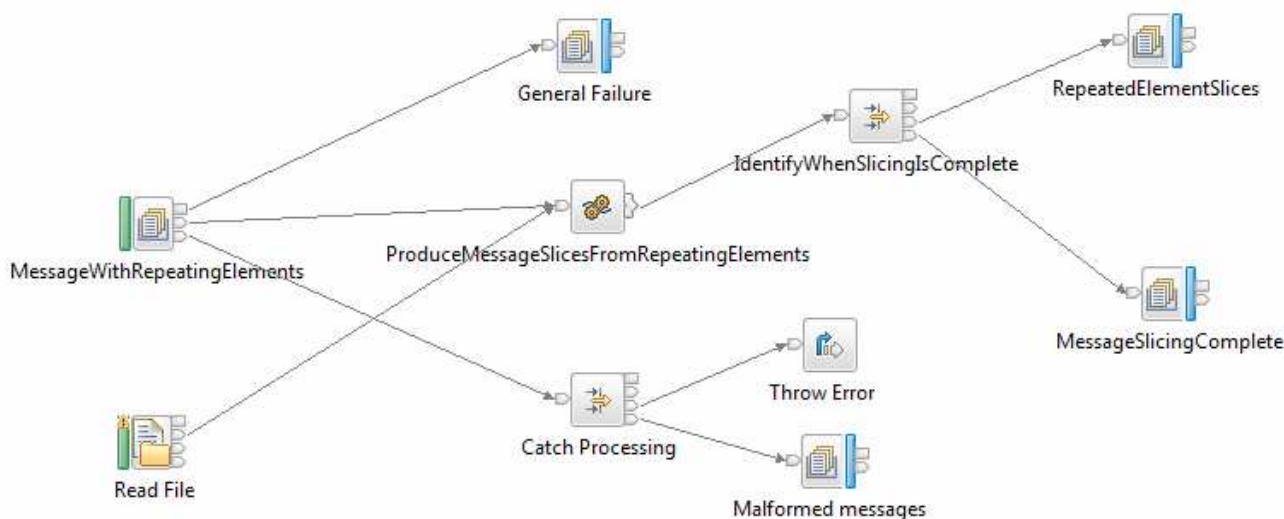 General Failure
RepeatedElementSlices
IdentifyWhenSlicingIsComplete
ProduceMessageSlicesFromRepeatingElements
MessageWithRepeatingElements
MessageSlicingComplete
Throw Error
Catch Processing
Read File
Malformed messages